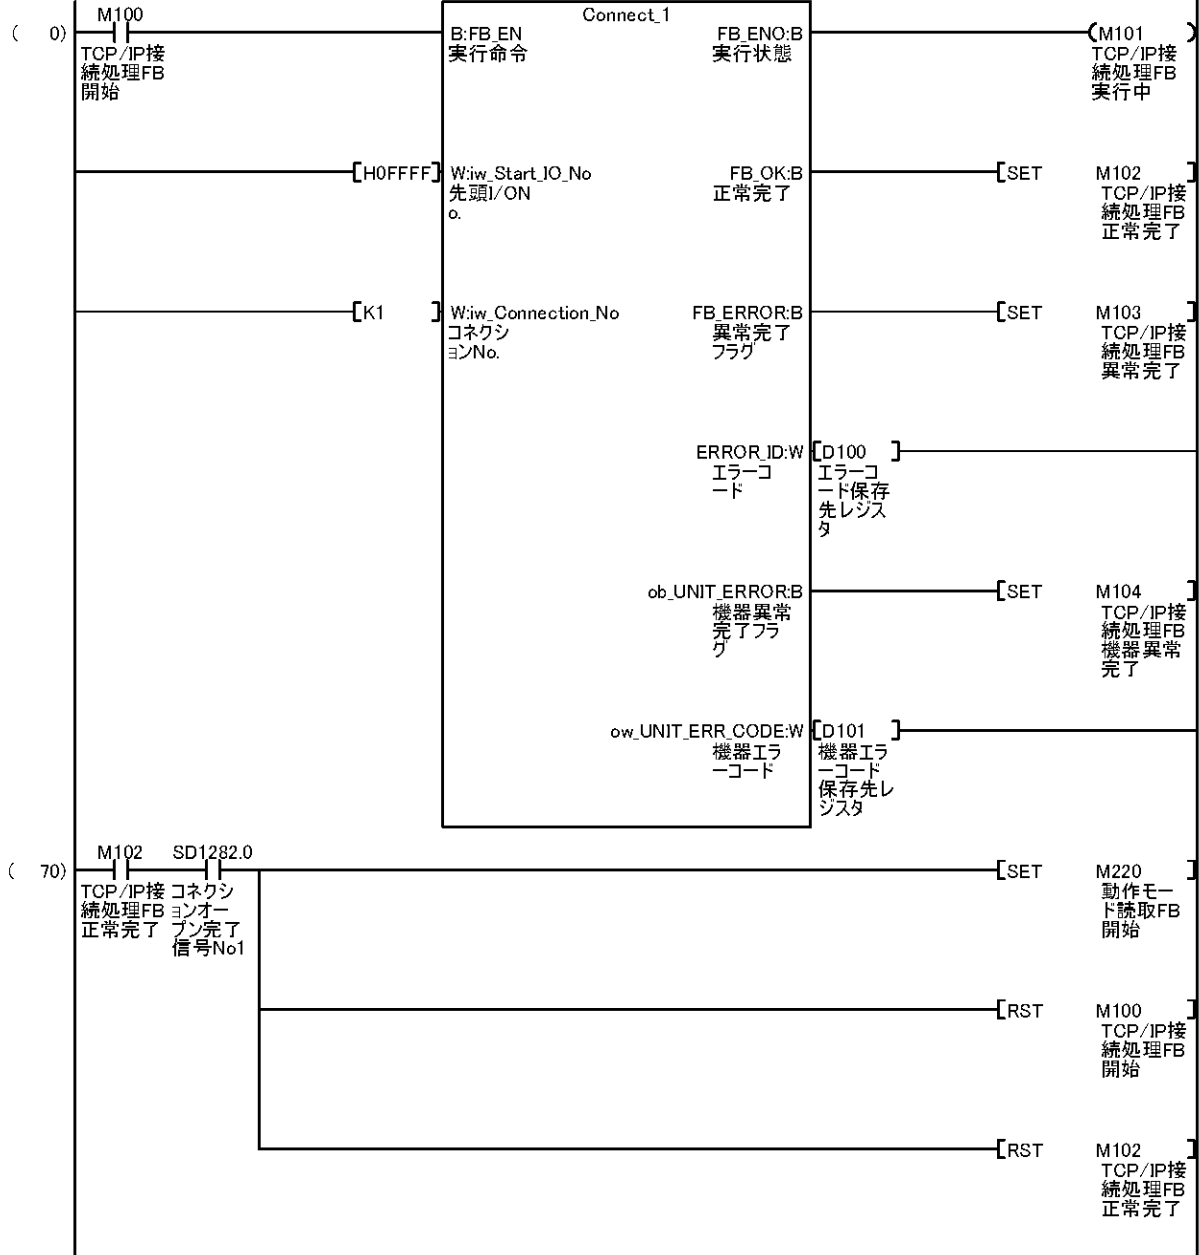 M100
Connect_1
( 0)
B:FB_EN
FB_ENO:B
(M101 )
TCP/IP接
続処理FB
開始
実行命令
実行状態
TCP/IP接
続処理FB
実行中
[H0FFFF]
W:iw_Start_IO_No
先頭I/ON
o.
FB_OK:B
正常完了
[SET M102 ]
TCP/IP接
続処理FB
正常完了
[K1 ]
W:iw_Connection_No
コネクシ
ョンNo.
FB_ERROR:B
異常完了
フラグ
[SET M103 ]
TCP/IP接
続処理FB
異常完了
ERROR_ID:W
エラーコ
ード
[D100 ]
エラーコ
ード保存
先レジス
タ
ob_UNIT_ERROR:B
機器異常
完了フラ
グ
[SET M104 ]
TCP/IP接
続処理FB
機器異常
完了
ow_UNIT_ERR_CODE:W
機器エラ
ーコード
[D101 ]
機器エラ
ーコード
保存先レ
ジスタ
( 70)
M102
TCP/IP接
続処理FB
正常完了
SD1282.0
コネクシ
ョンオー
プン完了
信号No1
[SET M220 ]
動作モー
ド読取FB
開始
[RST M100 ]
TCP/IP接
続処理FB
開始
[RST M102 ]
TCP/IP接
続処理FB
正常完了